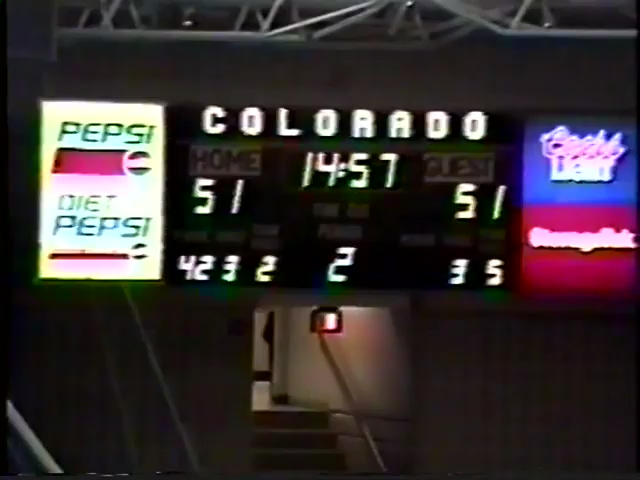 PEPSI
DIET
PEPSI
COLORADO
HOME 14:57 GUEST
51 51
PERIOD
42 3 2 2 3 5
Coors
LIGHT
StorageTek